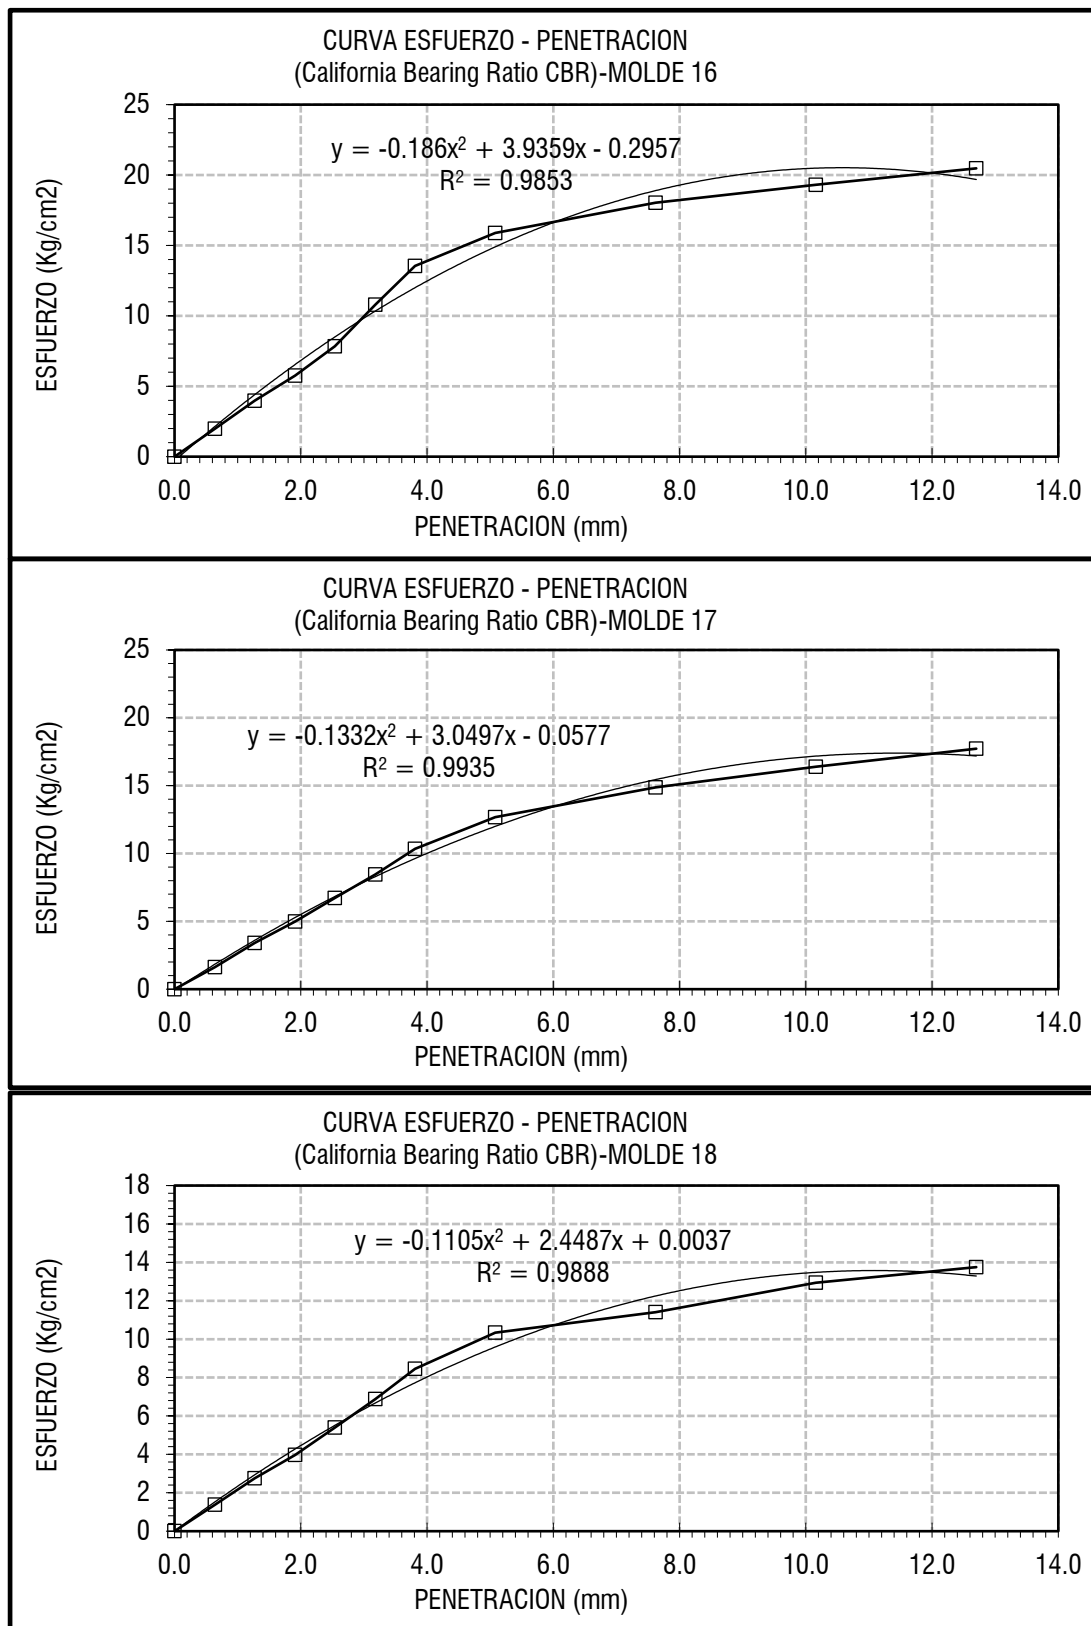 CURVA ESFUERZO - PENETRACION
(California Bearing Ratio CBR)-MOLDE 16
25
20
15
10
5
0
y = -0.186x² + 3.9359x - 0.2957
R² = 0.9853
ESFUERZO (Kg/cm2)
0.0 2.0 4.0 6.0 8.0 10.0 12.0 14.0
PENETRACION (mm)
CURVA ESFUERZO - PENETRACION
(California Bearing Ratio CBR)-MOLDE 17
25
20
15
10
5
0
y = -0.1332x² + 3.0497x - 0.0577
R² = 0.9935
ESFUERZO (Kg/cm2)
0.0 2.0 4.0 6.0 8.0 10.0 12.0 14.0
PENETRACION (mm)
CURVA ESFUERZO - PENETRACION
(California Bearing Ratio CBR)-MOLDE 18
18
16
14
12
10
8
6
4
2
0
y = -0.1105x² + 2.4487x + 0.0037
R² = 0.9888
ESFUERZO (Kg/cm2)
0.0 2.0 4.0 6.0 8.0 10.0 12.0 14.0
PENETRACION (mm)